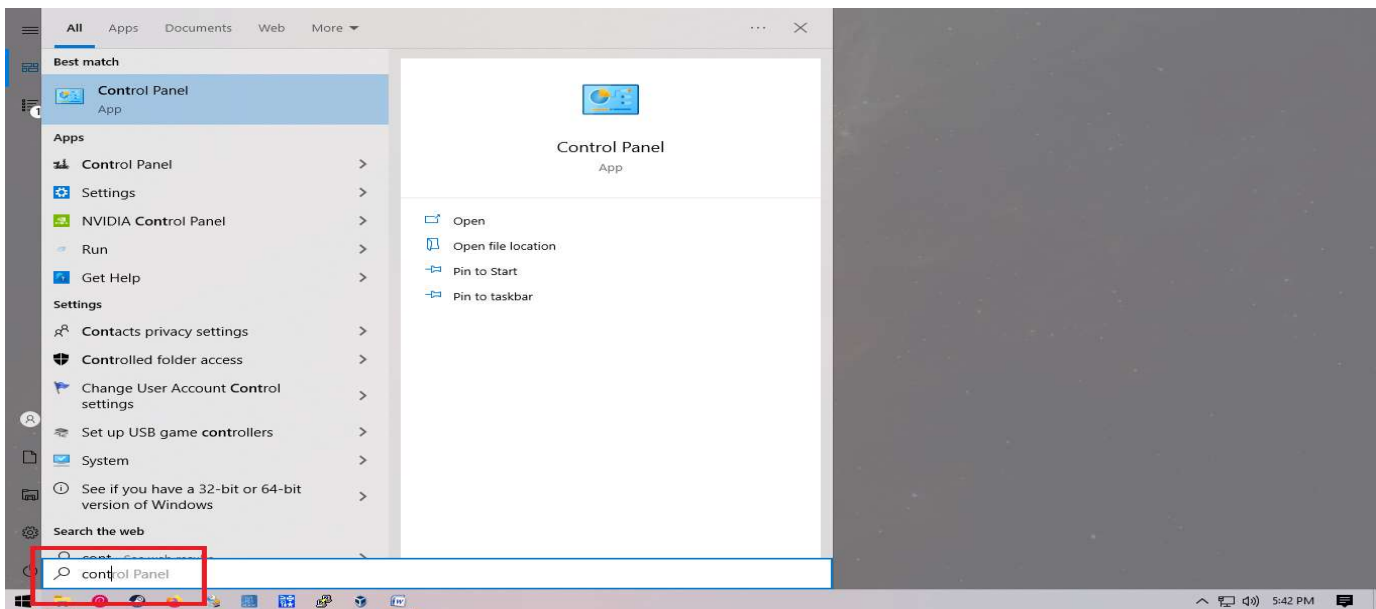 All Apps Documents Web More
Best match
Control Panel
App
Apps
Control Panel
Settings
NVIDIA Control Panel
Run
Get Help
Settings
Contacts privacy settings
Controlled folder access
Change User Account Control
settings
Set up USB game controllers
System
See if you have a 32-bit or 64-bit
version of Windows
Search the web
cont
control Panel
Control Panel
App
Open
Open file location
Pin to Start
Pin to taskbar
1
5:42 PM